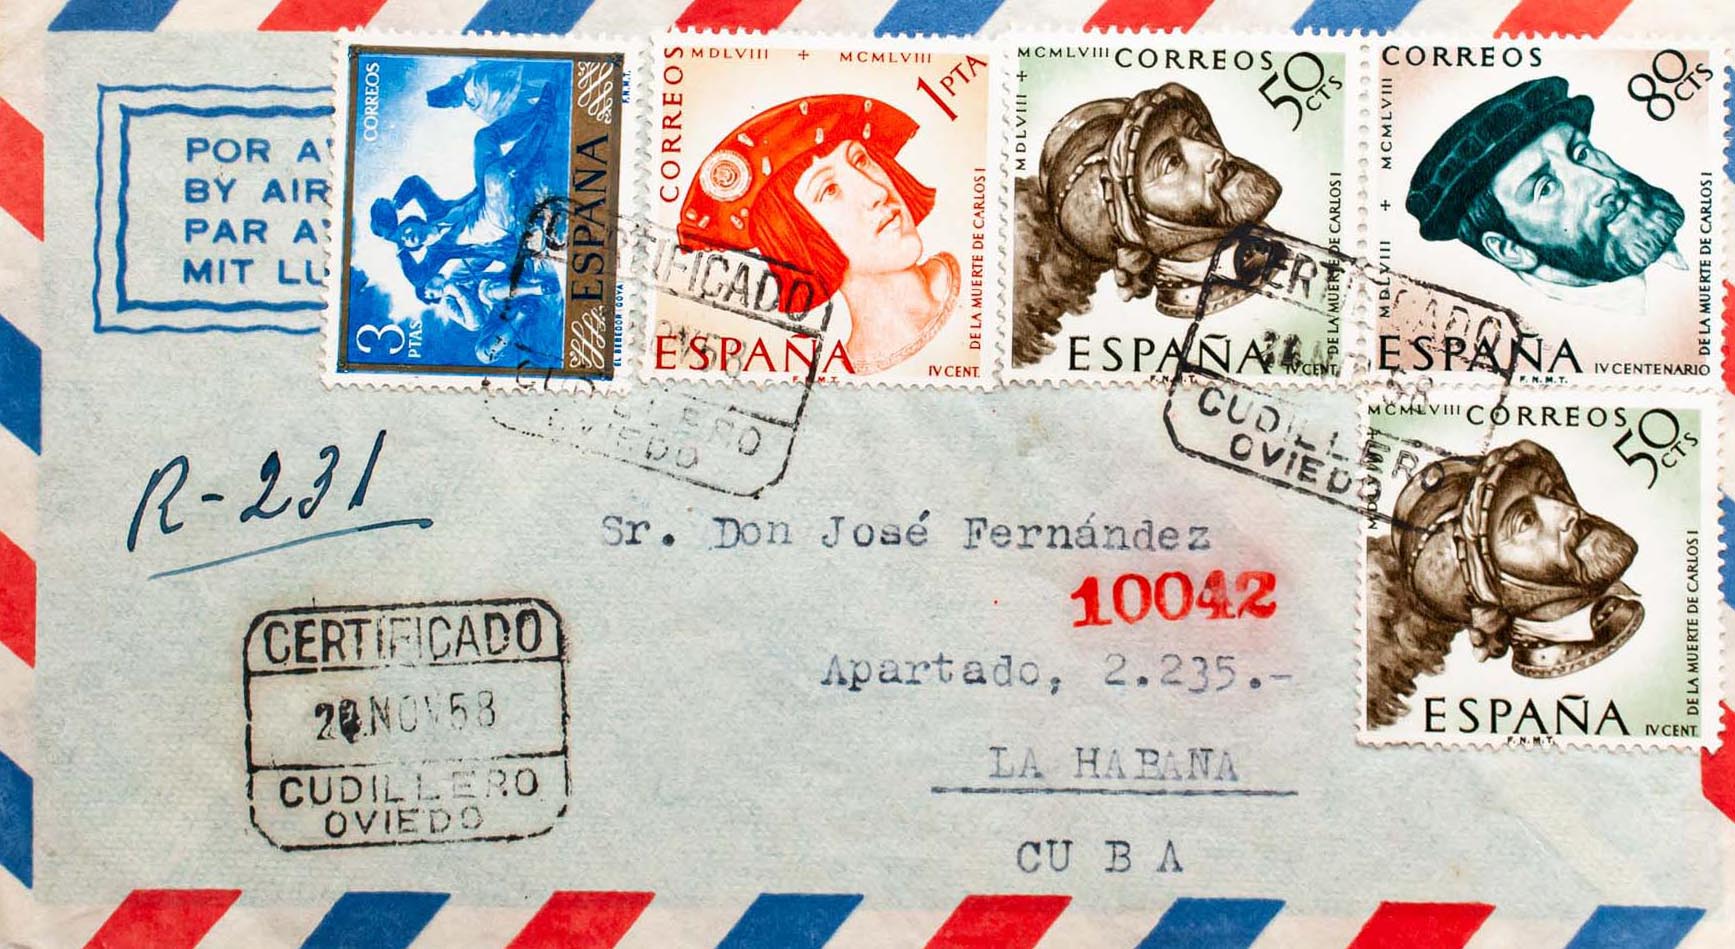 POR A
BY AIR
PAR A
MIT LU
CORREOS
3 PTAS
ESPAÑA
EL BEBEDOR GOYA
F.N.M.T.
MDLVIII + MCMLVIII
CORREOS
1 PTA
DE LA MUERTE DE CARLOS I
ESPAÑA
IV CENT.
F.N.M.T.
MCMLVIII CORREOS
MDLVIII +
50 CTS
DE LA MUERTE DE CARLOS I
ESPAÑA
IV CENT.
F.N.M.T.
CORREOS
80 CTS
MDLVIII + MCMLVIII
DE LA MUERTE DE CARLOS I
ESPAÑA
IV CENTENARIO
F.N.M.T.
MCMLVIII CORREOS
50 CTS
DE LA MUERTE DE CARLOS I
ESPAÑA
IV CENT.
F.N.M.T.
CERTIFICADO
OVIEDO
CUDILLERO
OVIEDO
R-231
Sr. Don José Fernández
10042
Apartado, 2.235.-
LA HABANA
CU B A
CERTIFICADO
NOV 58
CUDILLERO
OVIEDO